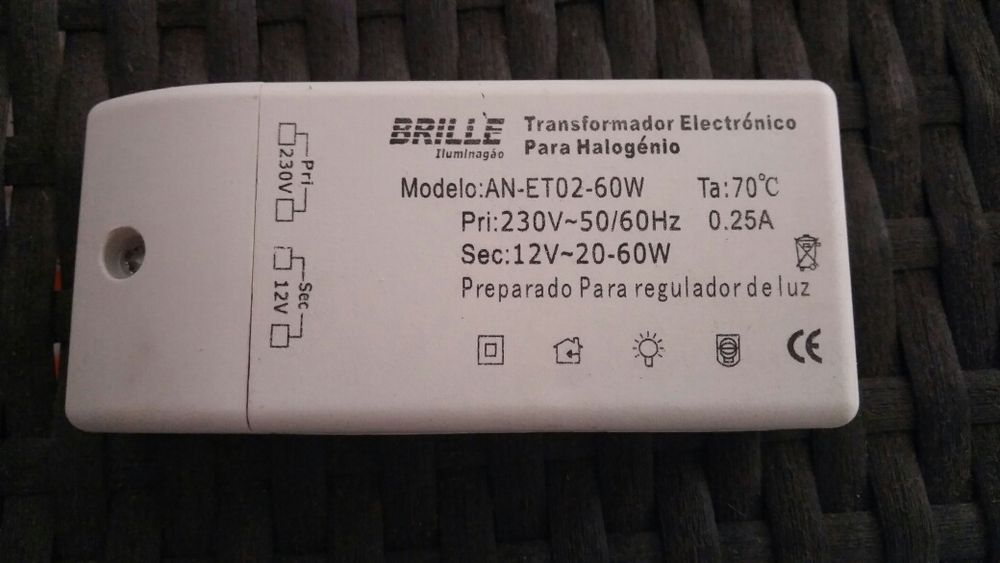 BRILLE
Iluminagão
Transformador Electrónico
Para Halogénio
Modelo:AN-ET02-60W Ta:70℃
Pri:230V~50/60Hz 0.25A
Sec:12V~20-60W
Preparado Para regulador de luz
Pri
230V
Sec
12V
CE